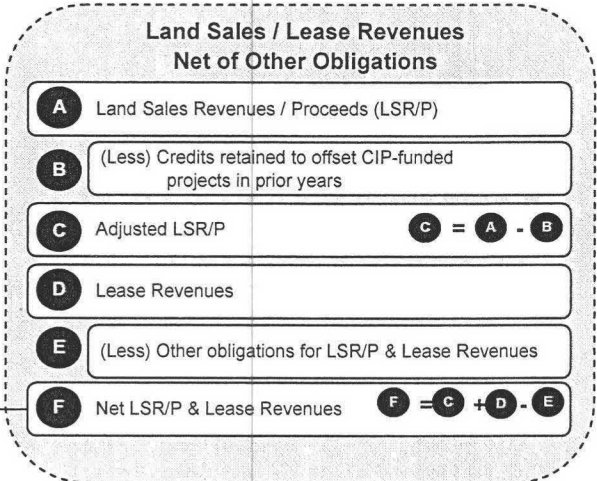 Land Sales / Lease Revenues
Net of Other Obligations
A Land Sales Revenues / Proceeds (LSR/P)
B (Less) Credits retained to offset CIP-funded
projects in prior years
C Adjusted LSR/P C = A - B
D Lease Revenues
E (Less) Other obligations for LSR/P & Lease Revenues
F Net LSR/P & Lease Revenues F = C + D - E